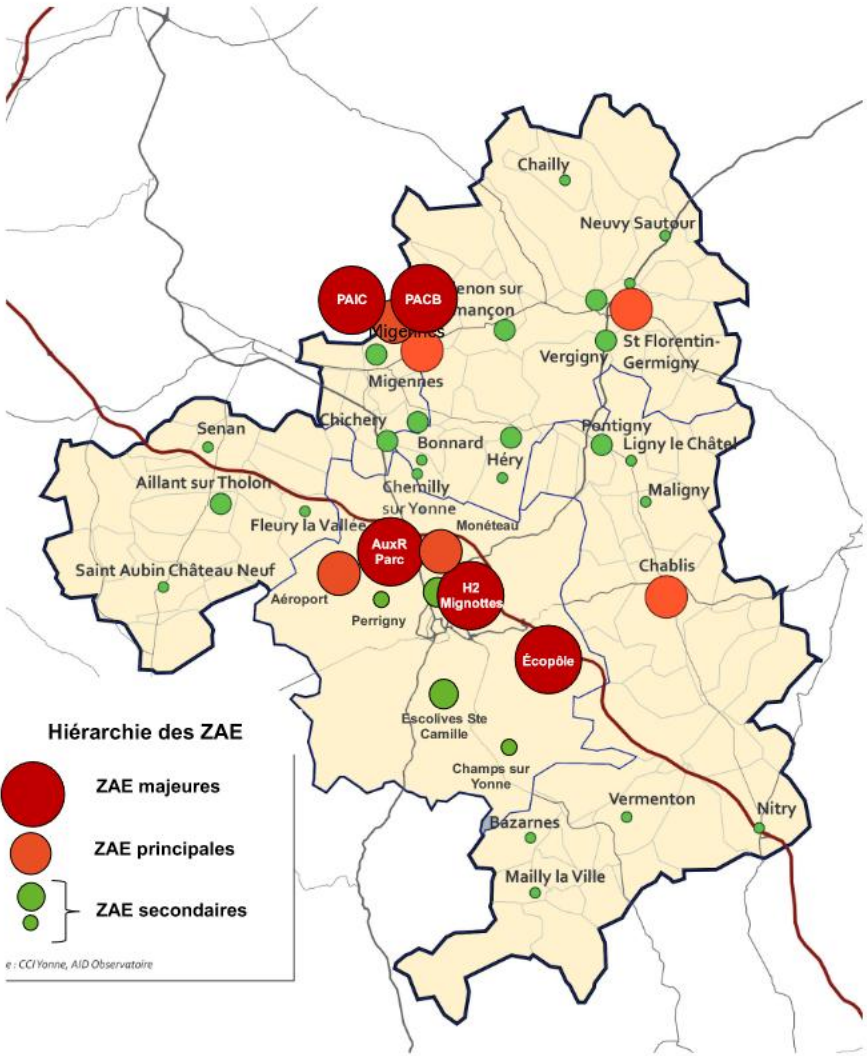 Chailly
Neuvy Sautour
PAIC
PACB
enon sur
mançon
Migennes
St Florentin-
Germigny
Vergigny
Migennes
Chichery
Bonnard
Héry
Pontigny
Ligny le Châtel
Senan
Aillant sur Tholon
Chemilly
sur Yonne
Maligny
Fleury la Vallée
Monéteau
AuxR
Parc
Saint Aubin Château Neuf
Aéroport
Perrigny
H2
Mignottes
Chablis
Écopôle
Escolives Ste
Camille
Champs sur
Yonne
Vermenton
Nitry
Bazarnes
Mailly la Ville
Hiérarchie des ZAE
ZAE majeures
ZAE principales
ZAE secondaires
e : CCI Yonne, AID Observatoire